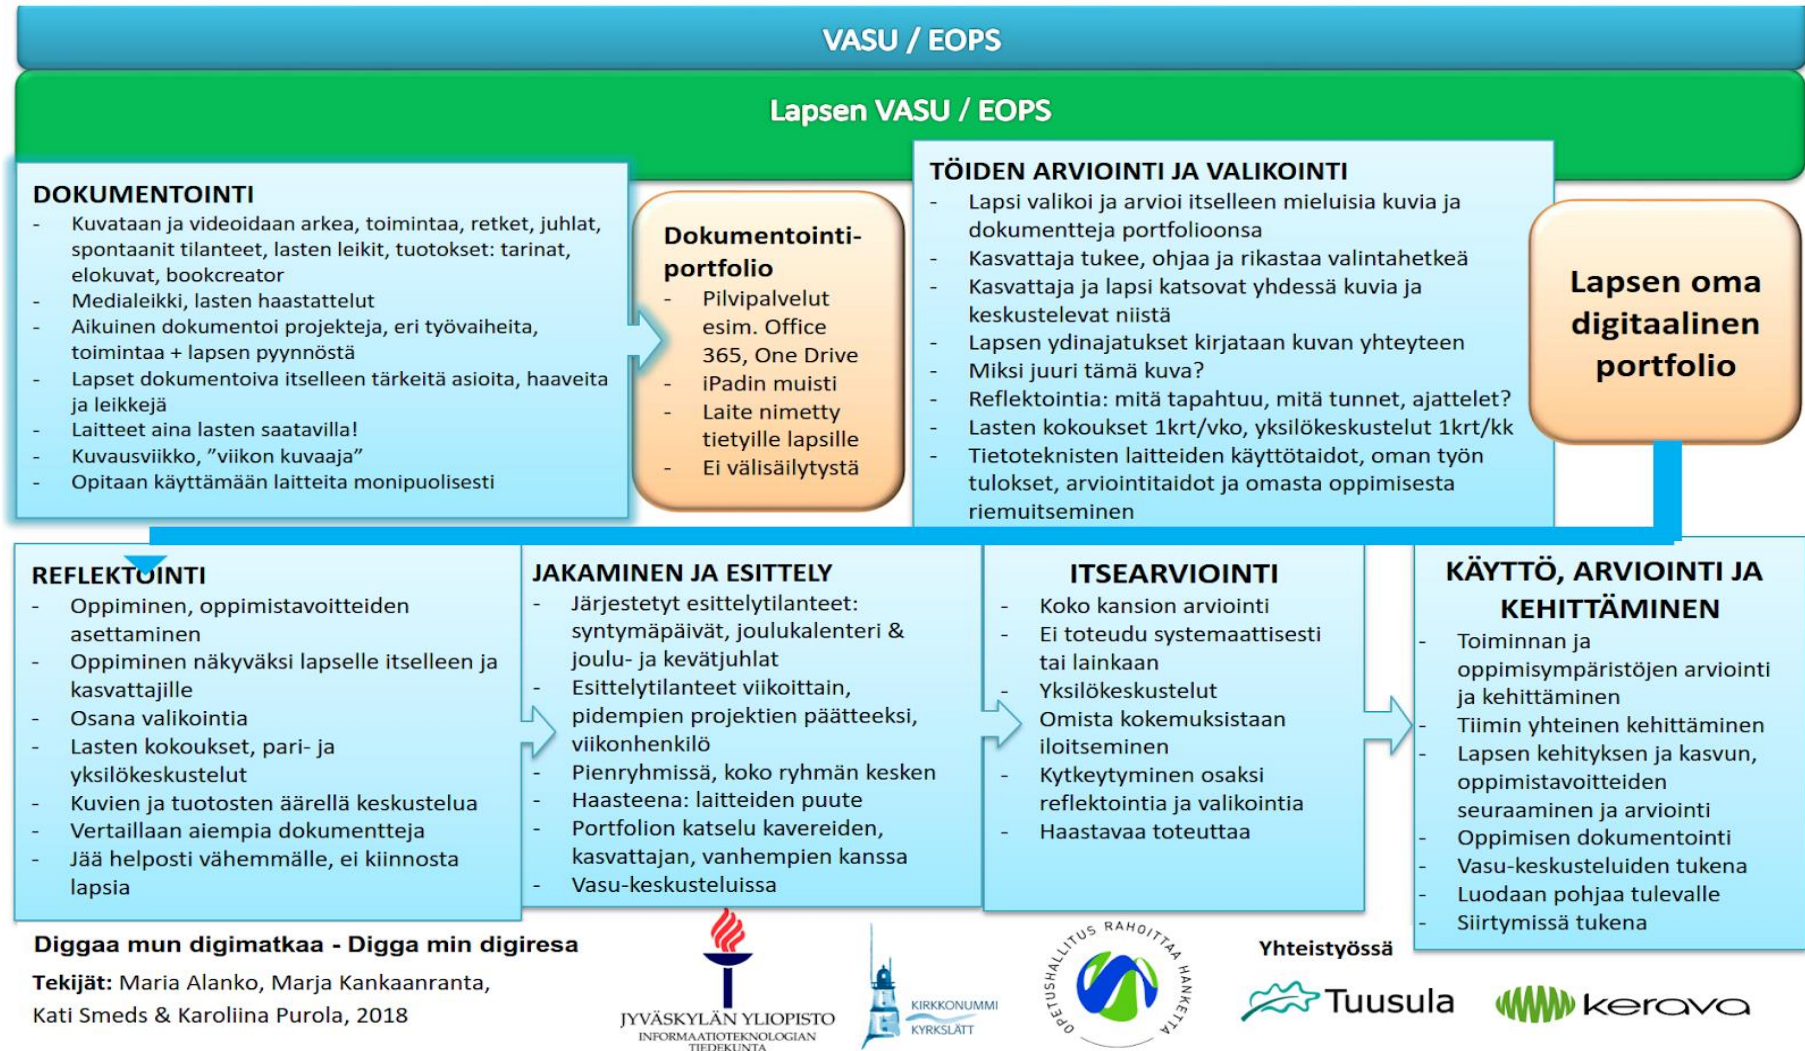 VASU / EOPS
Lapsen VASU / EOPS
DOKUMENTOINTI
- Kuvataan ja videoidaan arkea, toimintaa, retket, juhlat,
spontaanit tilanteet, lasten leikit, tuotokset: tarinat,
elokuvat, bookcreator
- Medialeikki, lasten haastattelut
- Aikuinen dokumentoi projekteja, eri työvaiheita,
toimintaa + lapsen pyynnöstä
- Lapset dokumentoiva itselleen tärkeitä asioita, haaveita
ja leikkejä
- Laitteet aina lasten saatavilla!
- Kuvausviikko, ”viikon kuvaaja”
- Opitaan käyttämään laitteita monipuolisesti
Dokumentointi-
portfolio
- Pilvipalvelut
esim. Office
365, One Drive
- iPadin muisti
- Laite nimetty
tietyille lapsille
- Ei välisäilytystä
TÖIDEN ARVIOINTI JA VALIKOINTI
- Lapsi valikoi ja arvioi itselleen mieluisia kuvia ja
dokumentteja portfolioonsa
- Kasvattaja tukee, ohjaa ja rikastaa valintahetkeä
- Kasvattaja ja lapsi katsovat yhdessä kuvia ja
keskustelevat niistä
- Lapsen ydinajatukset kirjataan kuvan yhteyteen
- Miksi juuri tämä kuva?
- Reflektointia: mitä tapahtuu, mitä tunnet, ajattelet?
- Lasten kokoukset 1krt/vko, yksilökeskustelut 1krt/kk
- Tietoteknisten laitteiden käyttötaidot, oman työn
tulokset, arviointitaidot ja omasta oppimisesta
riemuitseminen
Lapsen oma
digitaalinen
portfolio
REFLEKTOINTI
- Oppiminen, oppimistavoitteiden
asettaminen
- Oppiminen näkyväksi lapselle itselleen ja
kasvattajille
- Osana valikointia
- Lasten kokoukset, pari- ja
yksilökeskustelut
- Kuvien ja tuotosten äärellä keskustelua
- Vertaillaan aiempia dokumentteja
- Jää helposti vähemmälle, ei kiinnosta
lapsia
JAKAMINEN JA ESITTELY
- Järjestetyt esittelytilanteet:
syntymäpäivät, joulukalenteri &
joulu- ja kevätjuhlat
- Esittelytilanteet viikoittain,
pidempien projektien päätteeksi,
viikonhenkilö
- Pienryhmissä, koko ryhmän kesken
- Haasteena: laitteiden puute
- Portfolion katselu kavereiden,
kasvattajan, vanhempien kanssa
- Vasu-keskusteluissa
ITSEARVIOINTI
- Koko kansion arviointi
- Ei toteudu systemaattisesti
tai lainkaan
- Yksilökeskustelut
- Omista kokemuksistaan
iloitseminen
- Kytkeytyminen osaksi
reflektointia ja valikointia
- Haastavaa toteuttaa
KÄYTTÖ, ARVIOINTI JA
KEHITTÄMINEN
- Toiminnan ja
oppimisympäristöjen arviointi
ja kehittäminen
- Tiimin yhteinen kehittäminen
- Lapsen kehityksen ja kasvun,
oppimistavoitteiden
seuraaminen ja arviointi
- Oppimisen dokumentointi
- Vasu-keskusteluiden tukena
- Luodaan pohjaa tulevalle
- Siirtymissä tukena
Diggaa mun digimatkaa - Digga min digiresa
Tekijät: Maria Alanko, Marja Kankaanranta,
Kati Smeds & Karoliina Purola, 2018
JYVÄSKYLÄN YLIOPISTO
INFORMAATIOTEKNOLOGIAN
TIEDEKUNTA
KIRKKONUMMI
KYRKSLÄTT
OPETUSHALLITUS RAHOITTAA HANKETTA
Yhteistyössä
Tuusula
kerava